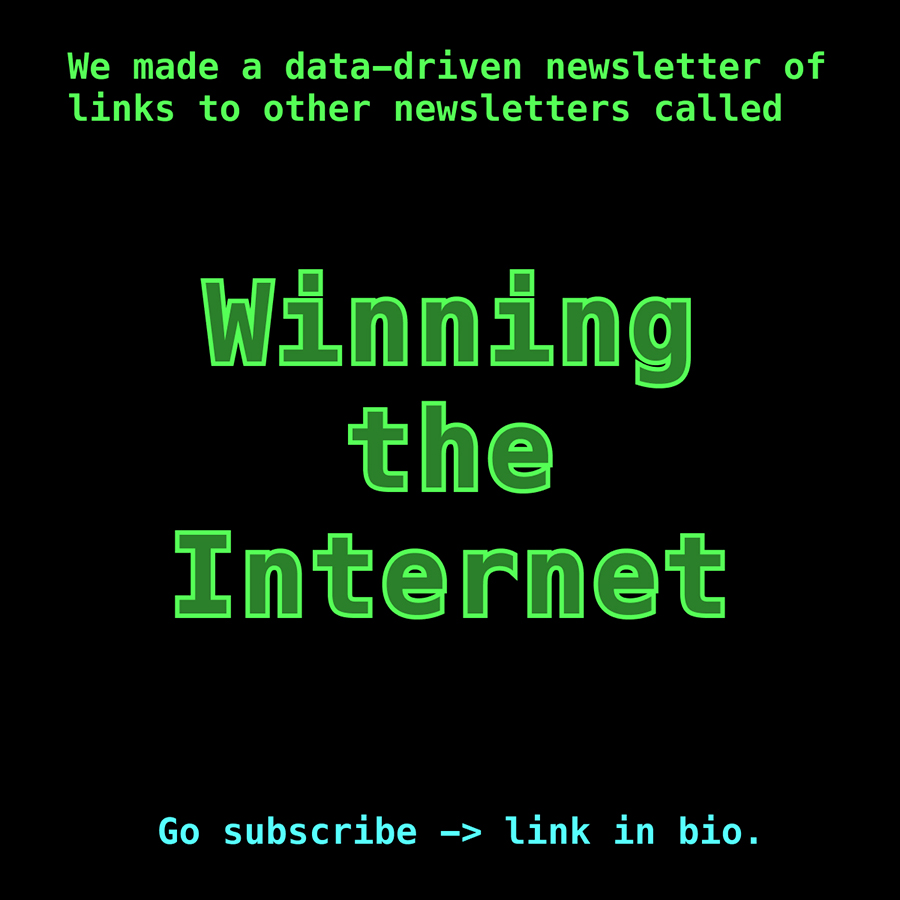 We made a data-driven newsletter of
links to other newsletters called
Winning
the
Internet
Go subscribe -> link in bio.